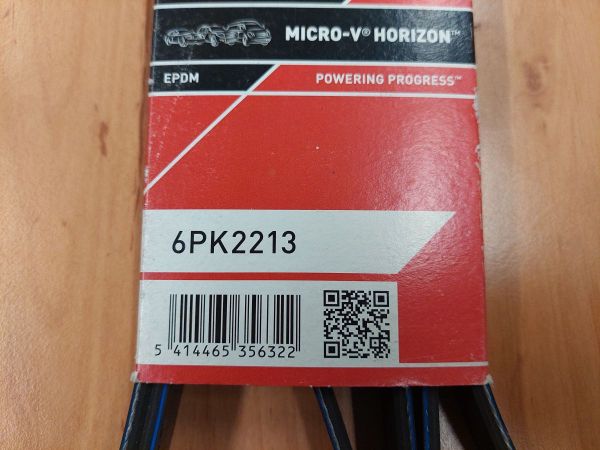 MICRO-V® HORIZON™
EPDM
POWERING PROGRESS™
6PK2213
5 414465 356322